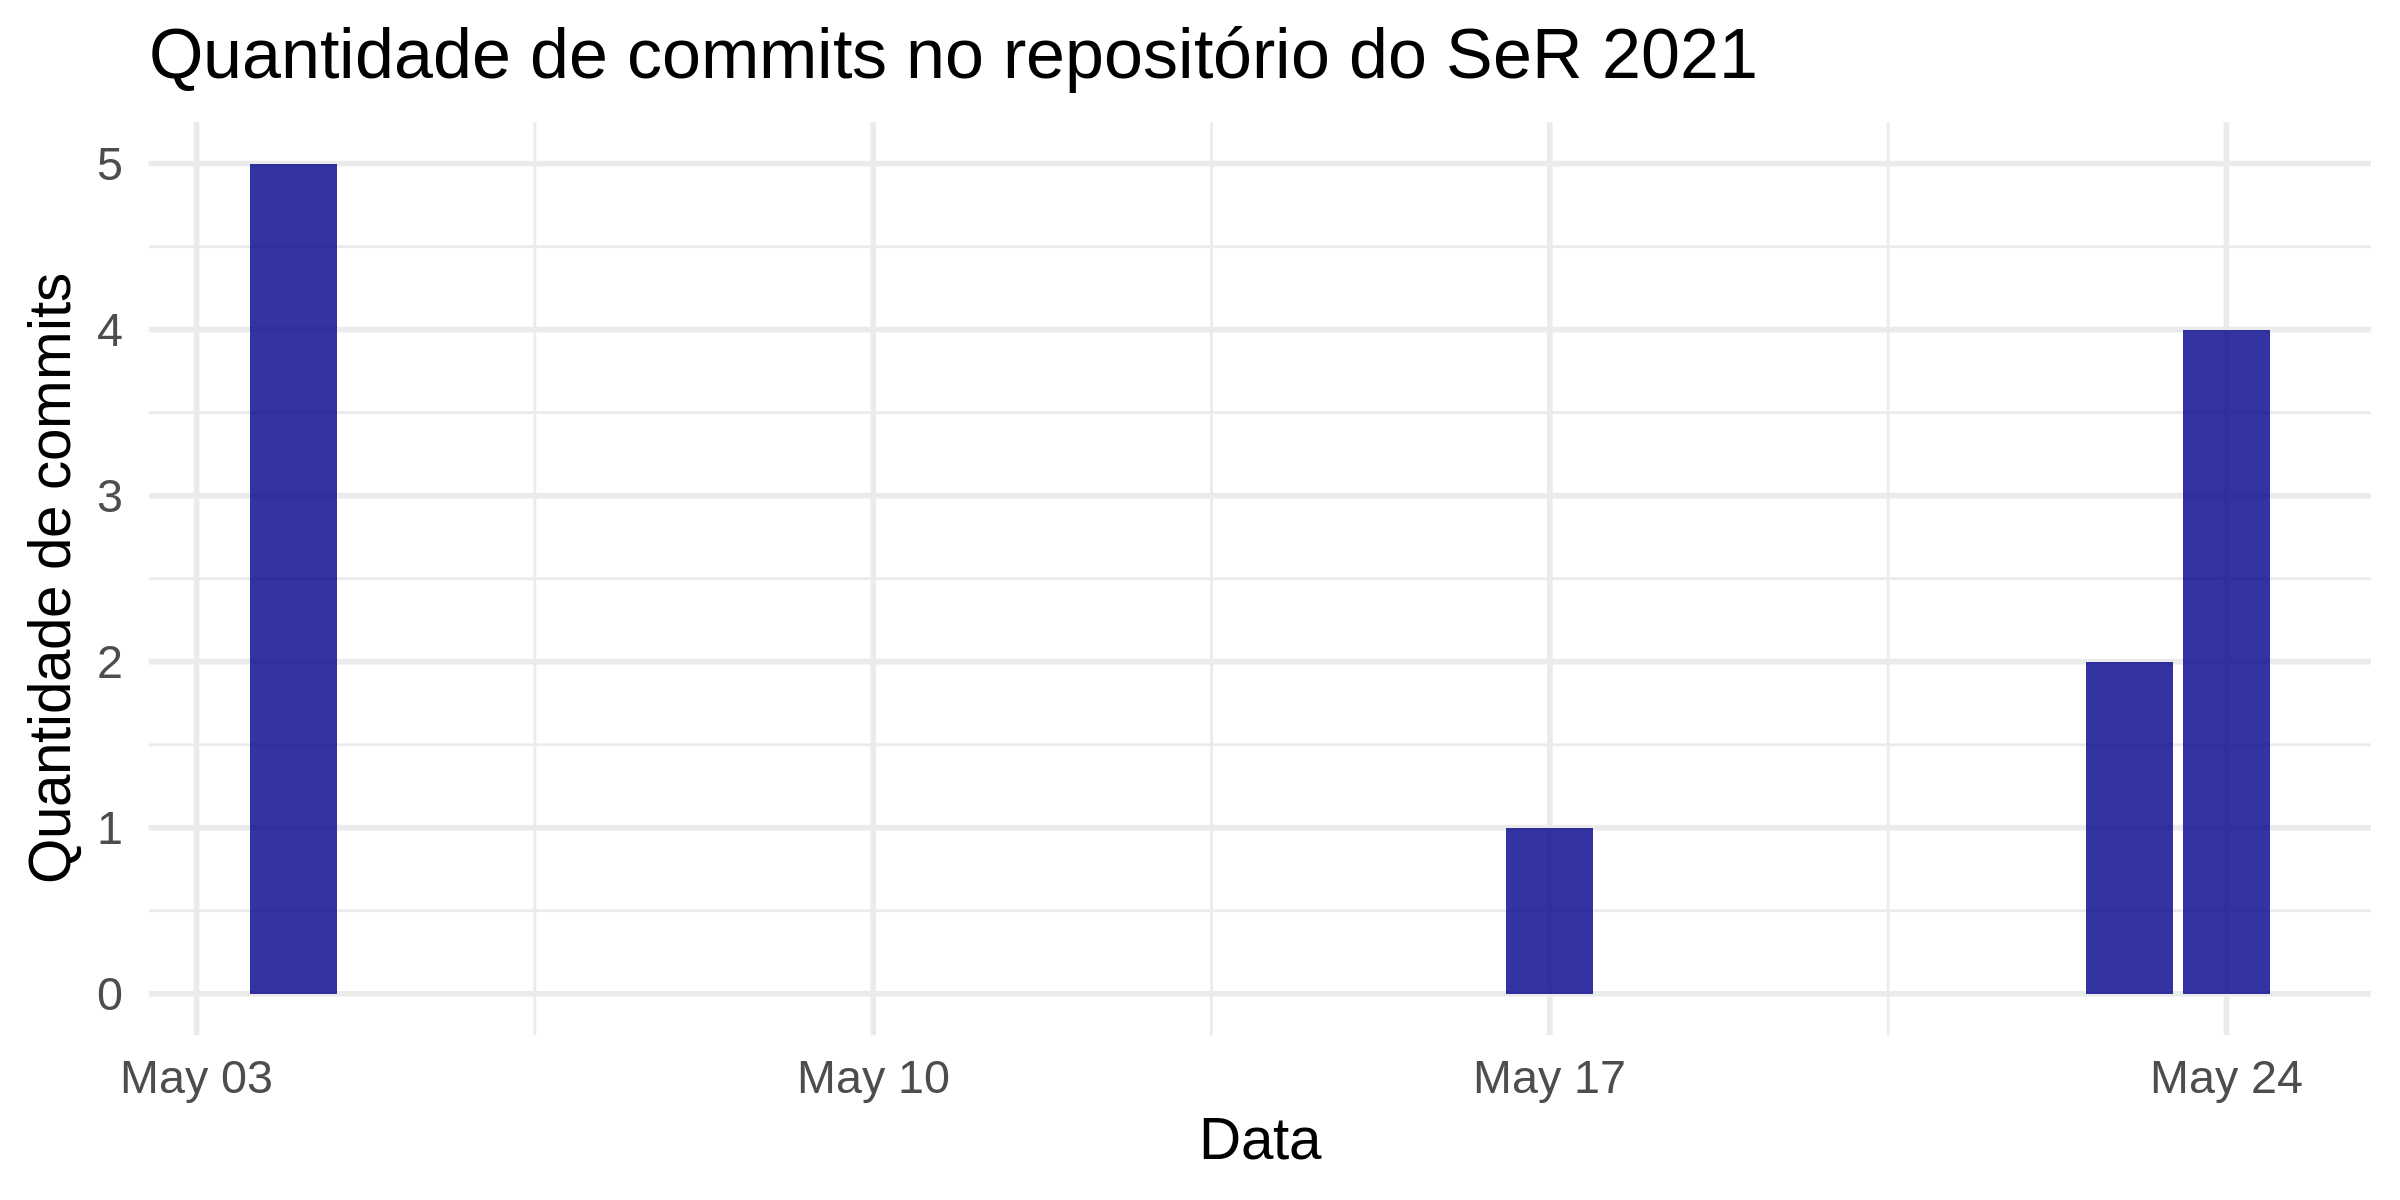 Quantidade de commits no repositório do SeR 2021
Quantidade de commits
5
4
3
2
1
0
May 03
May 10
May 17
May 24
Data